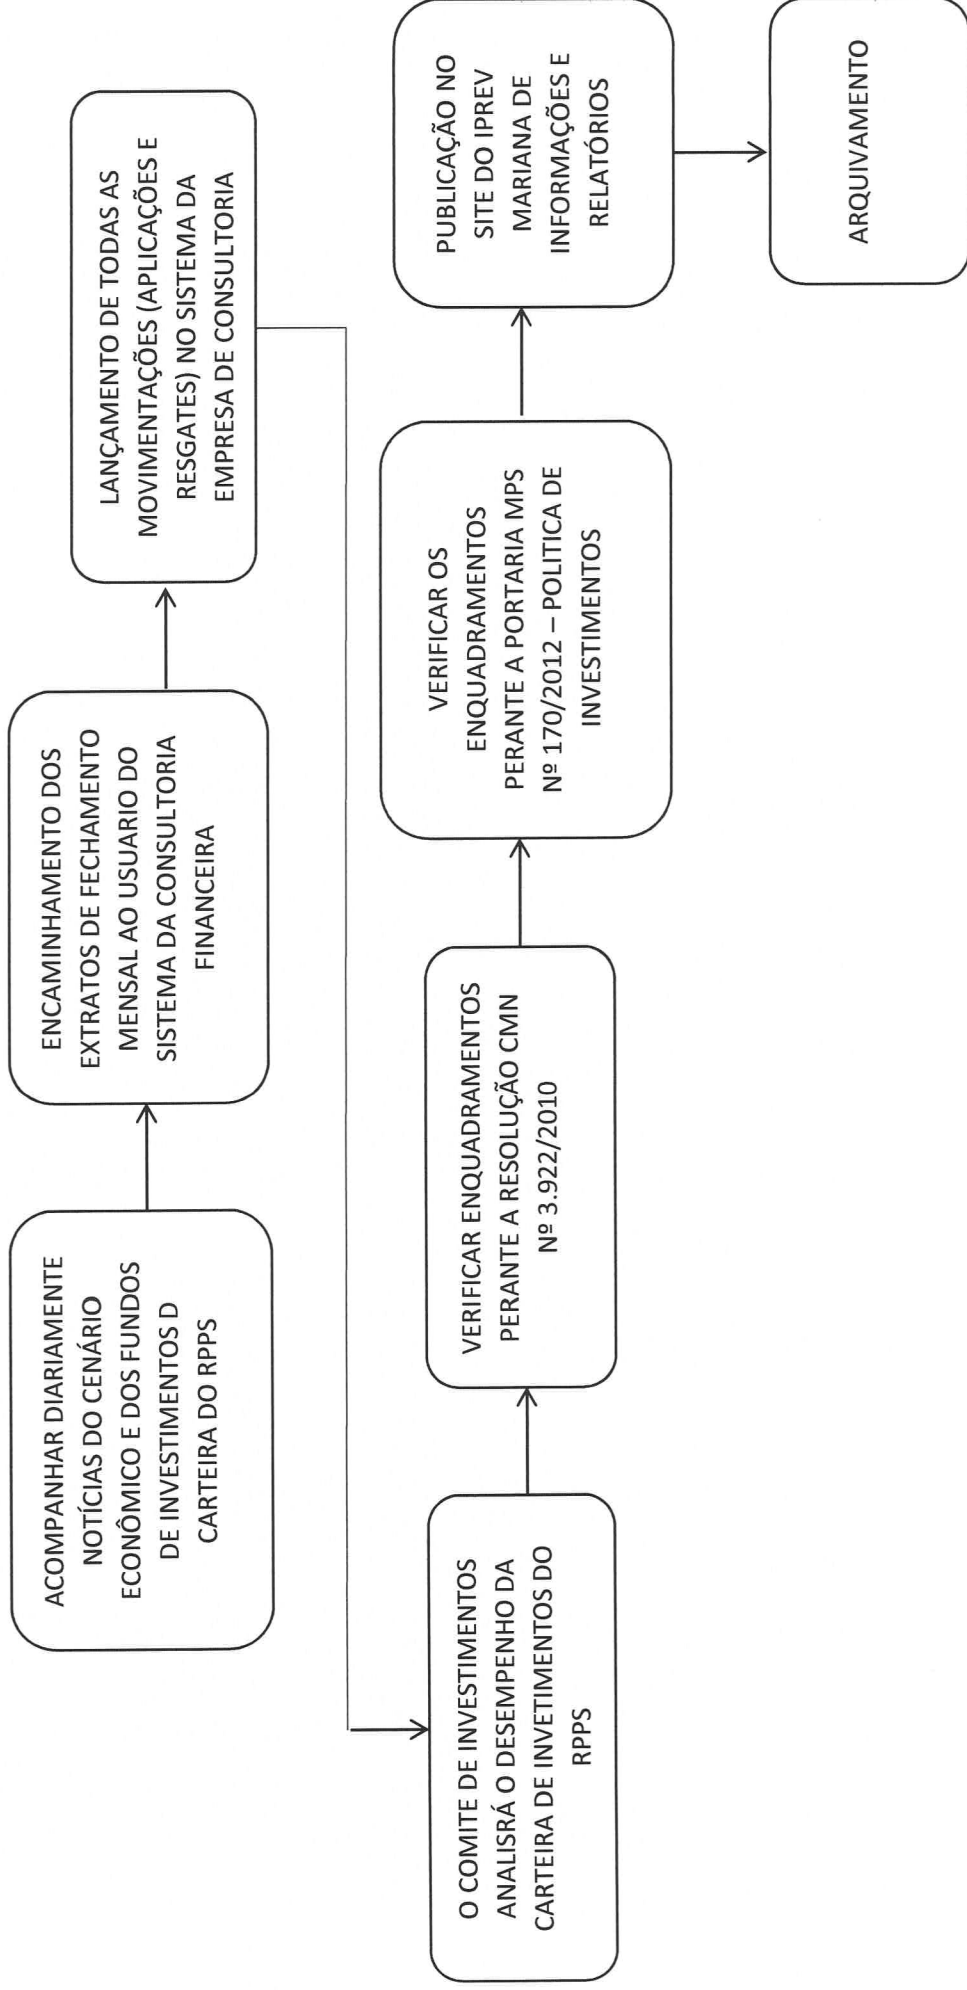 ACOMPANHAR DIARIAMENTE
NOTÍCIAS DO CENÁRIO
ECONÔMICO E DOS FUNDOS
DE INVESTIMENTOS D
CARTEIRA DO RPPS
ENCAMINHAMENTO DOS
EXTRATOS DE FECHAMENTO
MENSAL AO USUARIO DO
SISTEMA DA CONSULTORIA
FINANCEIRA
LANÇAMENTO DE TODAS AS
MOVIMENTAÇÕES (APLICAÇÕES E
RESGATES) NO SISTEMA DA
EMPRESA DE CONSULTORIA
O COMITE DE INVESTIMENTOS
ANALISRÁ O DESEMPENHO DA
CARTEIRA DE INVETIMENTOS DO
RPPS
VERIFICAR ENQUADRAMENTOS
PERANTE A RESOLUÇÃO CMN
Nº 3.922/2010
VERIFICAR OS
ENQUADRAMENTOS
PERANTE A PORTARIA MPS
Nº 170/2012 – POLITICA DE
INVESTIMENTOS
PUBLICAÇÃO NO
SITE DO IPREV
MARIANA DE
INFORMAÇÕES E
RELATÓRIOS
ARQUIVAMENTO